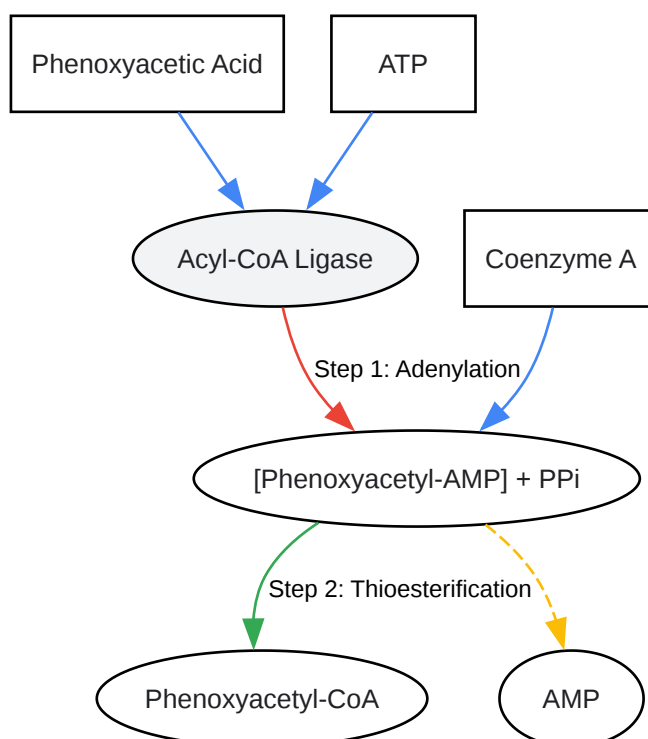 Phenoxyacetic Acid
ATP
Acyl-CoA Ligase
Coenzyme A
Step 1: Adenylation
[Phenoxyacetyl-AMP] + PPi
Step 2: Thioesterification
Phenoxyacetyl-CoA
AMP